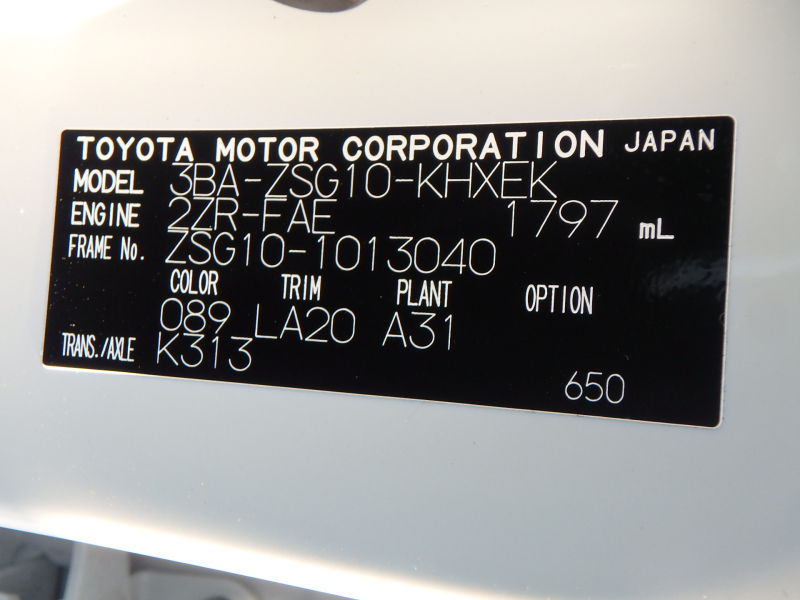 TOYOTA MOTOR CORPORATION JAPAN
MODEL 3BA-ZSG10-KHXEK
ENGINE 2ZR-FAE 1797 mL
FRAME No. ZSG10-1013040
COLOR TRIM PLANT OPTION
089 LA20 A31
TRANS./AXLE K313
650